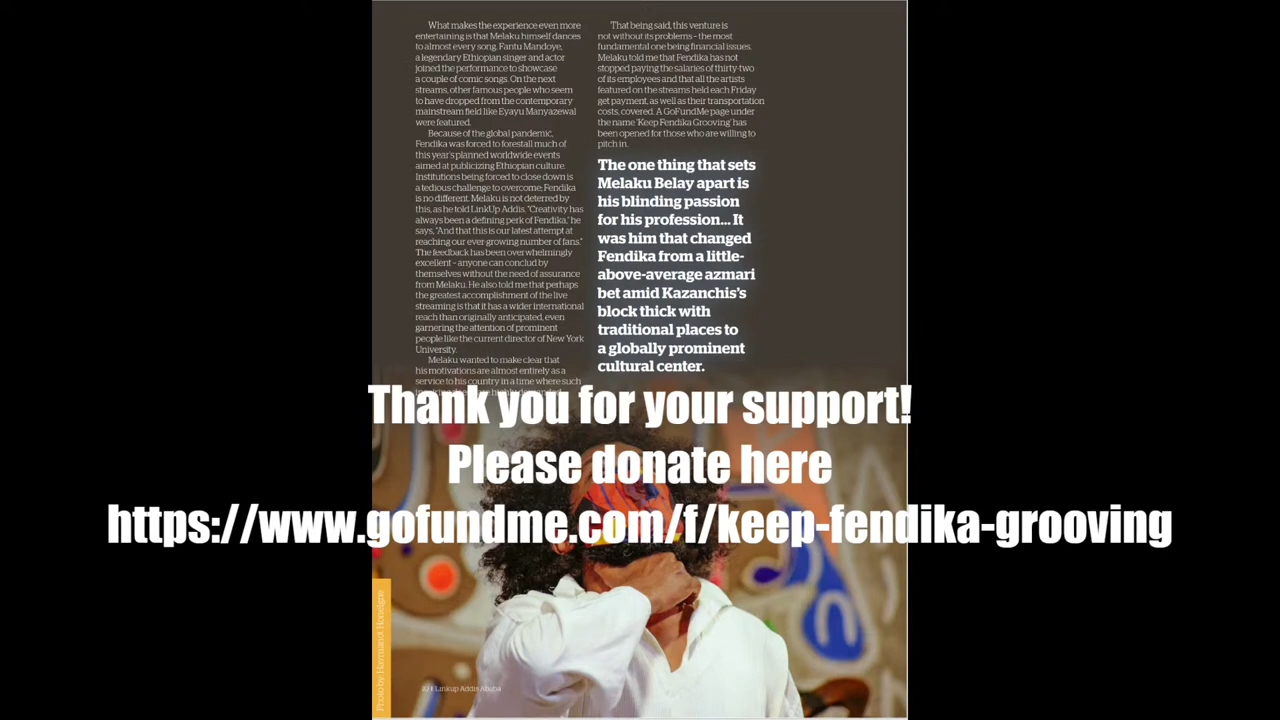 What makes the experience even more
entertaining is that Melaku himself dances
to almost every song. Fantu Mandoye,
a legendary Ethiopian singer and actor
joined the performance to showcase
a couple of comic songs. On the next
streams, other famous people who seem
to have dropped from the contemporary
mainstream field like Eyayu Manyazewal
were featured.
Because of the global pandemic,
Fendika was forced to forestall much of
this year's planned worldwide events
aimed at publicizing Ethiopian culture.
Institutions being forced to close down is
a tedious challenge to overcome; Fendika
is no different. Melaku is not deterred by
this, as he told LinkUp Addis. "Creativity has
always been a defining perk of Fendika," he
says, "And that this is our latest attempt at
reaching our ever-growing number of fans."
The feedback has been overwhelmingly
excellent – anyone can conclud by
themselves without the need of assurance
from Melaku. He also told me that perhaps
the greatest accomplishment of the live
streaming is that it has a wider international
reach than originally anticipated, even
garnering the attention of prominent
people like the current director of New York
University.
Melaku wanted to make clear that
his motivations are almost entirely as a
service to his country in a time where such
That being said, this venture is
not without its problems – the most
fundamental one being financial issues.
Melaku told me that Fendika has not
stopped paying the salaries of thirty-two
of its employees and that all the artists
featured on the streams held each Friday
get payment, as well as their transportation
costs, covered. A GoFundMe page under
the name 'Keep Fendika Grooving' has
been opened for those who are willing to
pitch in.
The one thing that sets
Melaku Belay apart is
his blinding passion
for his profession... It
was him that changed
Fendika from a little-
above-average azmari
bet amid Kazanchis's
block thick with
traditional places to
a globally prominent
cultural center.
Thank you for your support!
Please donate here
https://www.gofundme.com/f/keep-fendika-grooving
Linkup Addis Ababa